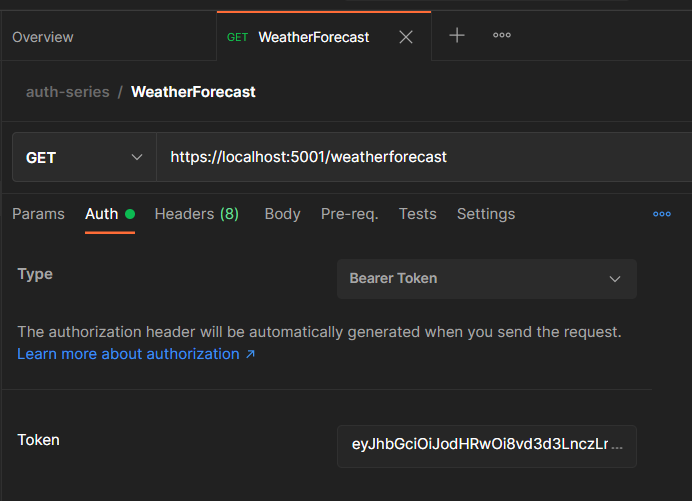 Overview
GET WeatherForecast
auth-series / WeatherForecast
GET https://localhost:5001/weatherforecast
Params Auth Headers (8) Body Pre-req. Tests Settings
Type Bearer Token
The authorization header will be automatically generated when you send the request.
Learn more about authorization ↗
Token eyJhbGciOiJodHRwOi8vd3d3LnczLr ...